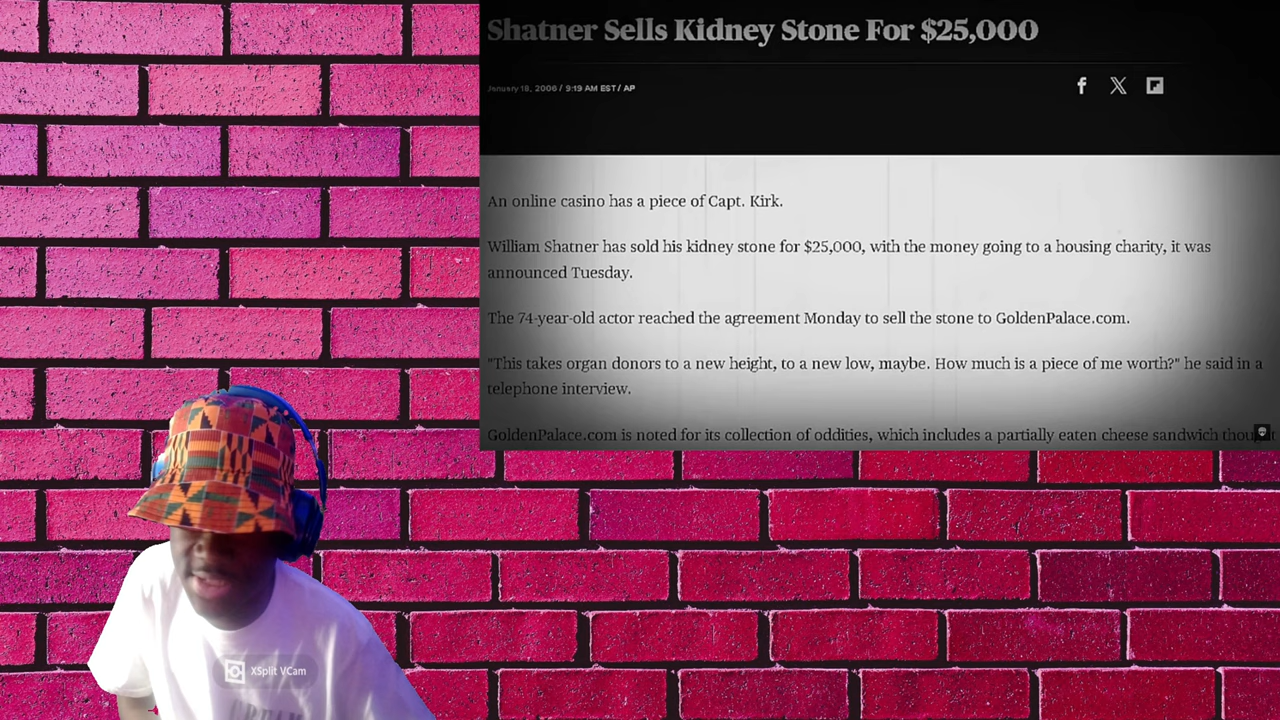 Shatner Sells Kidney Stone For $25,000
January 18, 2006 / 9:19 AM EST / AP
An online casino has a piece of Capt. Kirk.
William Shatner has sold his kidney stone for $25,000, with the money going to a housing charity, it was
announced Tuesday.
The 74-year-old actor reached the agreement Monday to sell the stone to GoldenPalace.com.
"This takes organ donors to a new height, to a new low, maybe. How much is a piece of me worth?" he said in a
telephone interview.
GoldenPalace.com is noted for its collection of oddities, which includes a partially eaten cheese sandwich
XSplit VCam